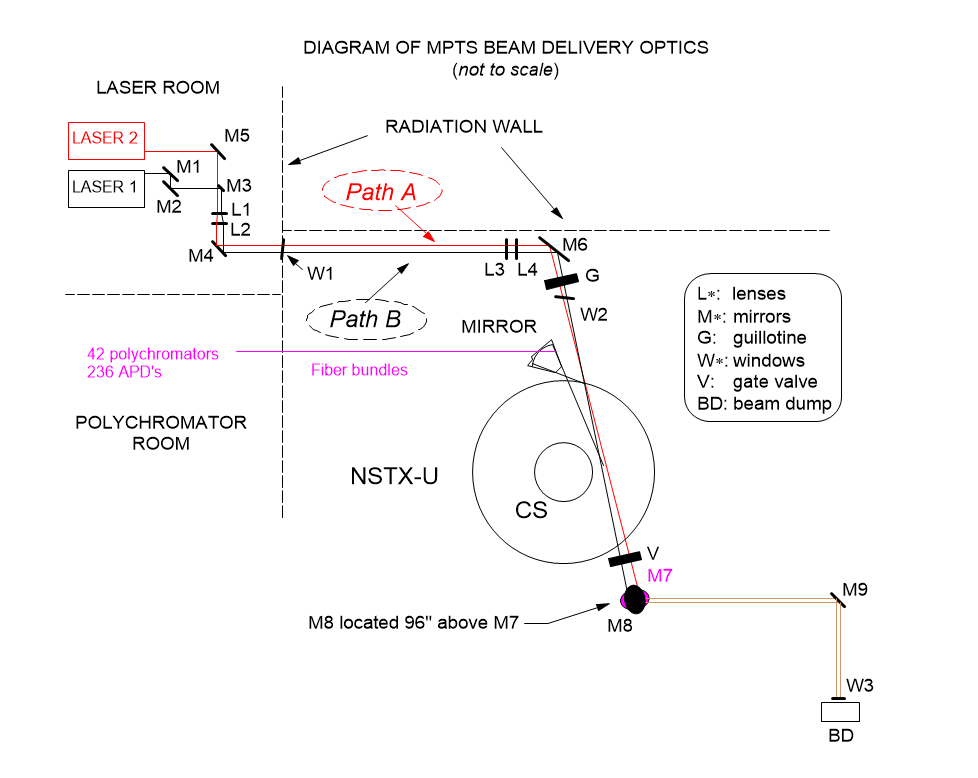 DIAGRAM OF MPTS BEAM DELIVERY OPTICS
(not to scale)
LASER ROOM
RADIATION WALL
LASER 2
M5
M1
LASER 1
M3
M2
Path A
L1
L2
M4
W1
L3 L4
M6
G
W2
Path B
MIRROR
L*: lenses
M*: mirrors
G: guillotine
W*: windows
V: gate valve
BD: beam dump
42 polychromators
236 APD's
Fiber bundles
POLYCHROMATOR
ROOM
NSTX-U
CS
V
M7
M9
M8 located 96" above M7
M8
W3
BD